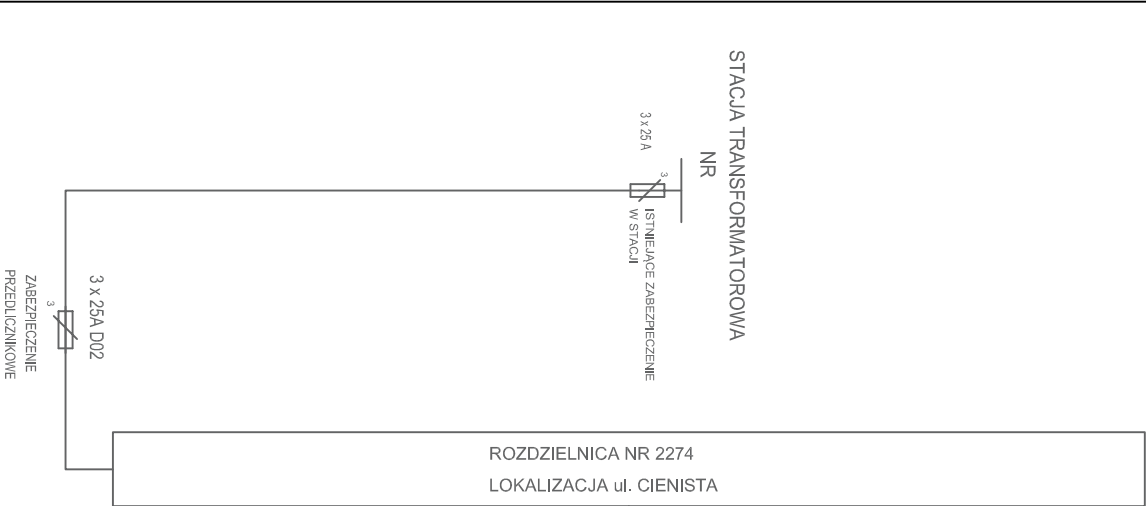 STACJA TRANSFORMATOROWA
NR
3 x 25 A
3
ISTNIEJĄCE ZABEZPIECZENIE
W STACJI
3 x 25A D02
3
ZABEZPIECZENIE
PRZEDLICZNIKOWE
ROZDZIELNICA NR 2274
LOKALIZACJA ul. CIENISTA